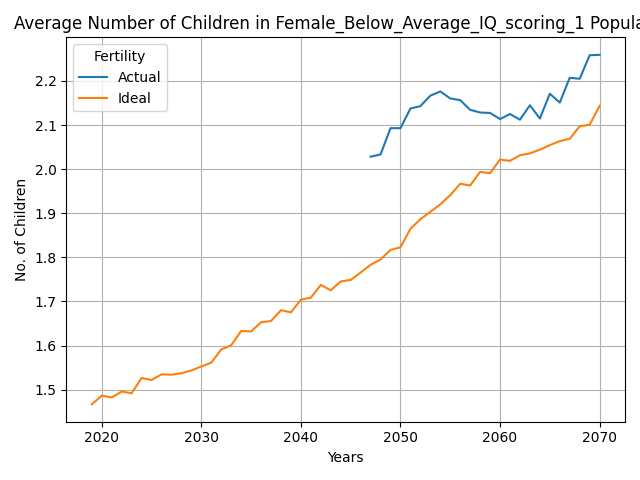 Average Number of Children in Female_Below_Average_IQ_scoring_1 Popula
Fertility
Actual
Ideal
2.2
2.1
2.0
1.9
1.8
1.7
1.6
1.5
No. of Children
2020 2030 2040 2050 2060 2070
Years